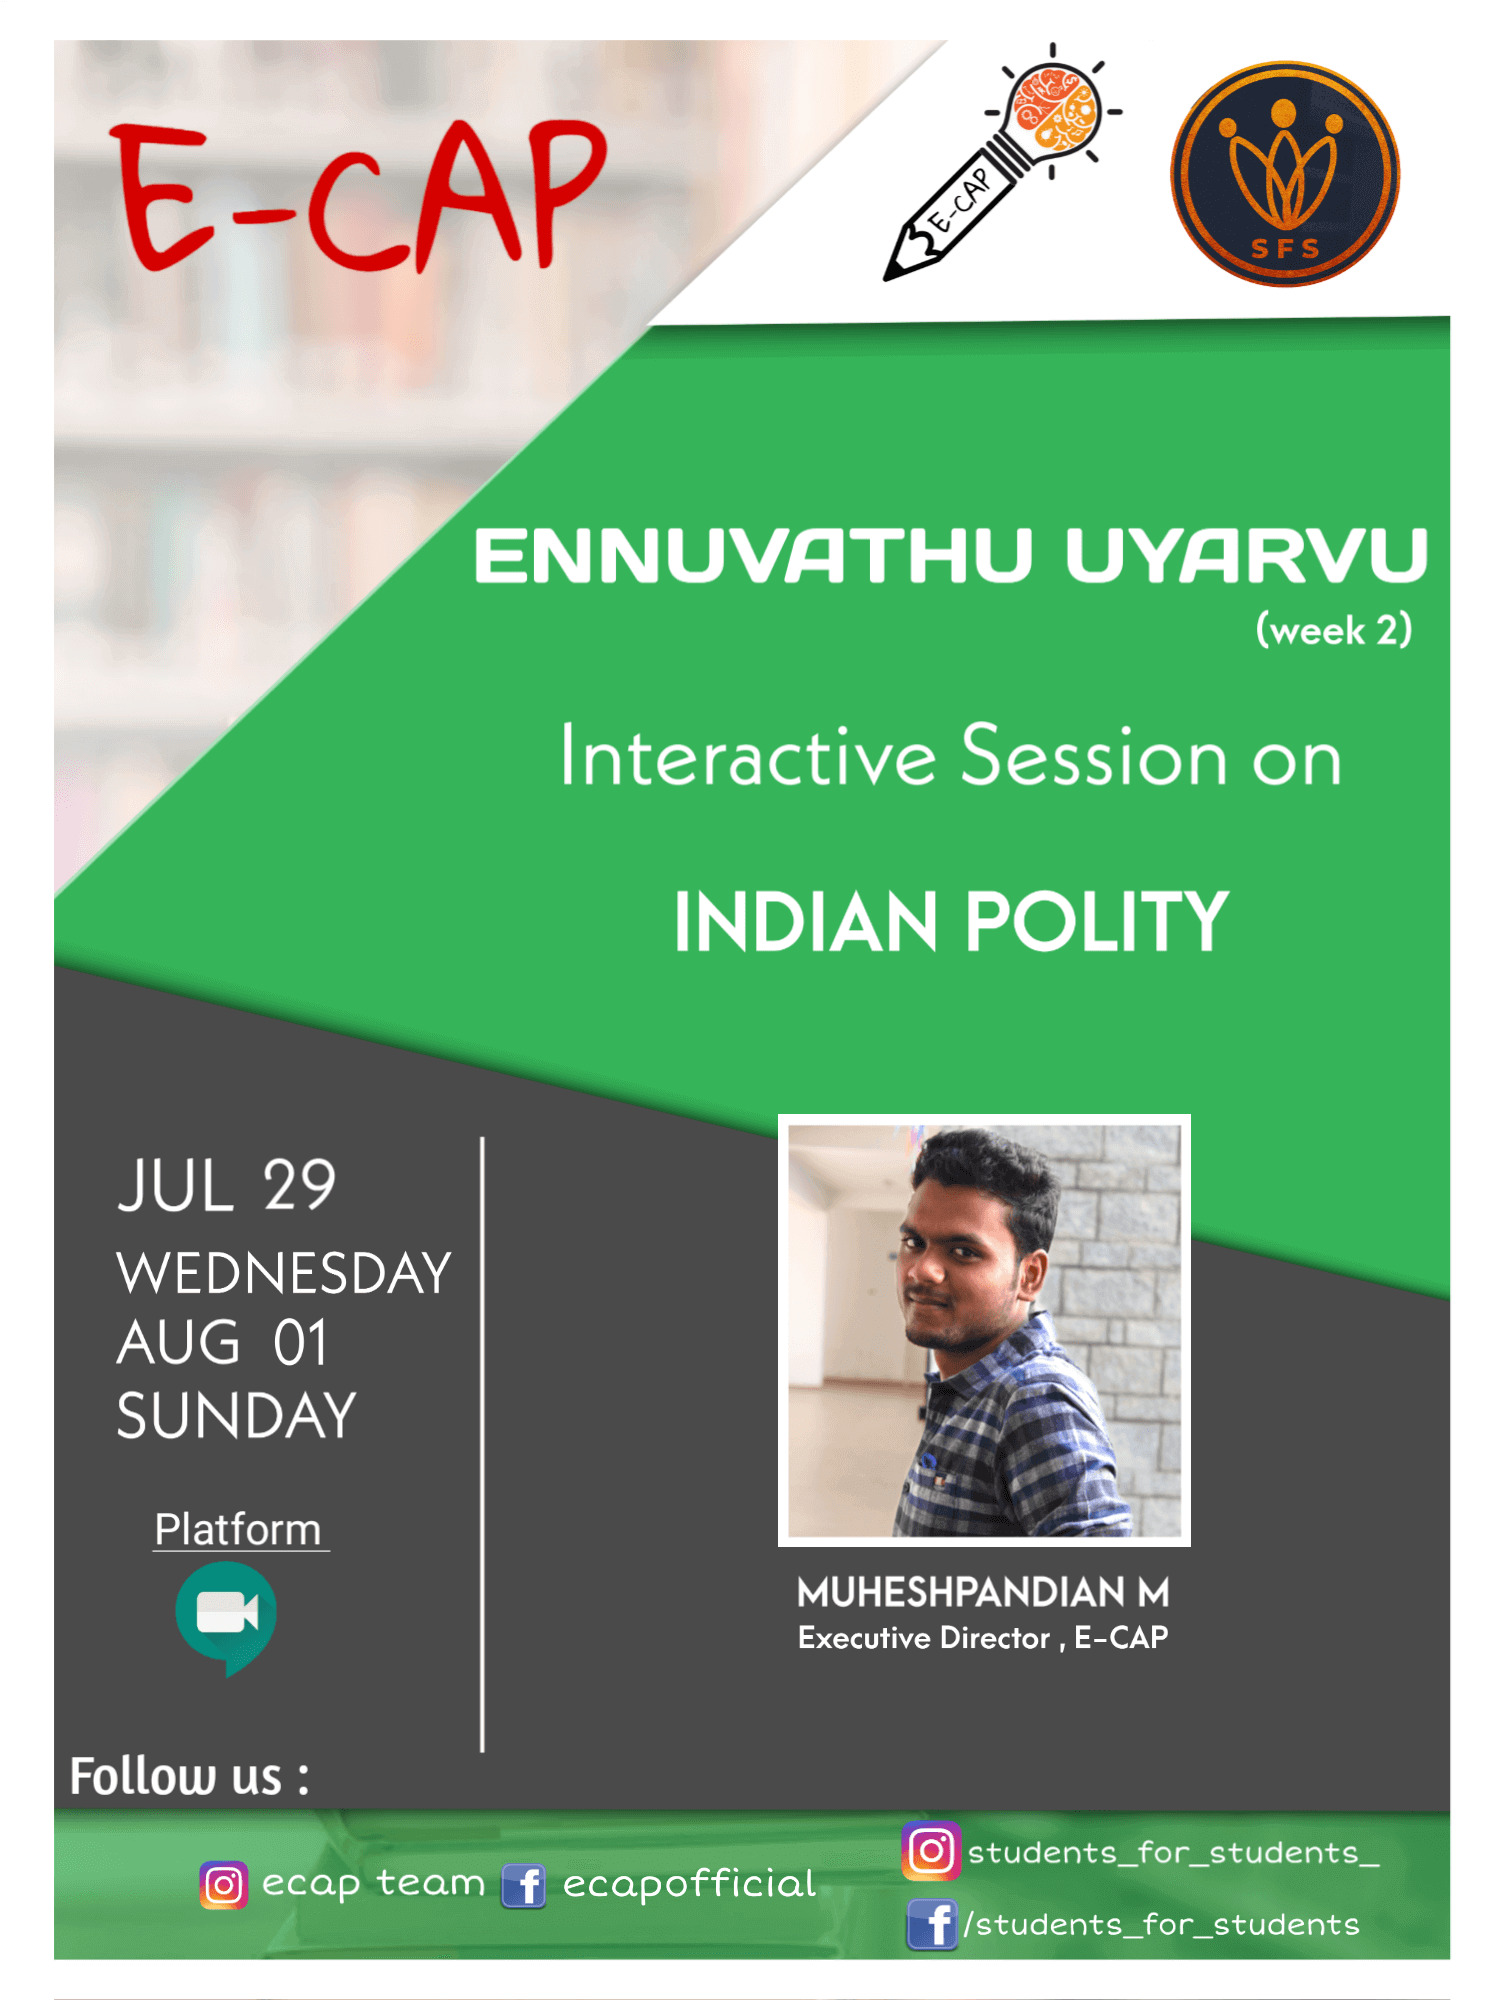 E-CAP
E-CAP
SFS
ENNUVATHU UYARVU
(week 2)
Interactive Session on
INDIAN POLITY
JUL 29
WEDNESDAY
AUG 01
SUNDAY
Platform
MUHESHPANDIAN M
Executive Director , E-CAP
Follow us :
ecap team
ecapofficial
students_for_students_
/students_for_students